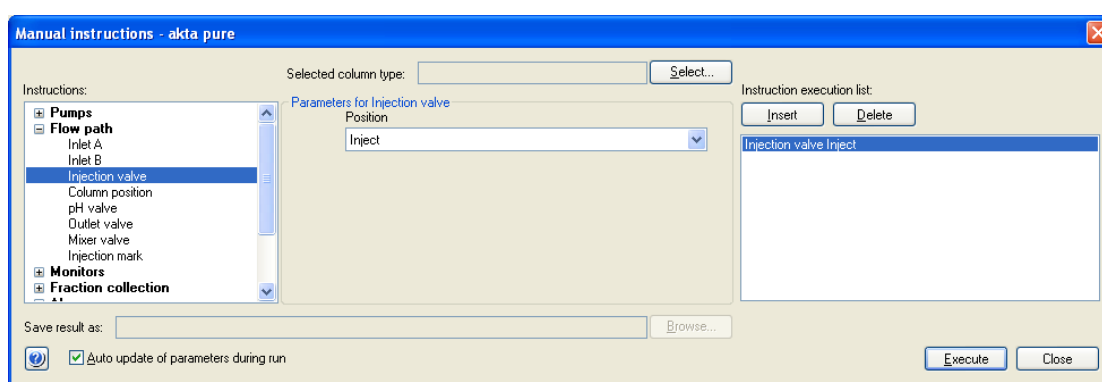 Manual instructions - akta pure
Selected column type:
Select...
Instructions:
Pumps
Flow path
Inlet A
Inlet B
Injection valve
Column position
pH valve
Outlet valve
Mixer valve
Injection mark
Monitors
Fraction collection
Parameters for Injection valve
Position
Inject
Instruction execution list:
Insert Delete
Injection valve Inject
Save result as:
Browse...
Auto update of parameters during run
Execute Close